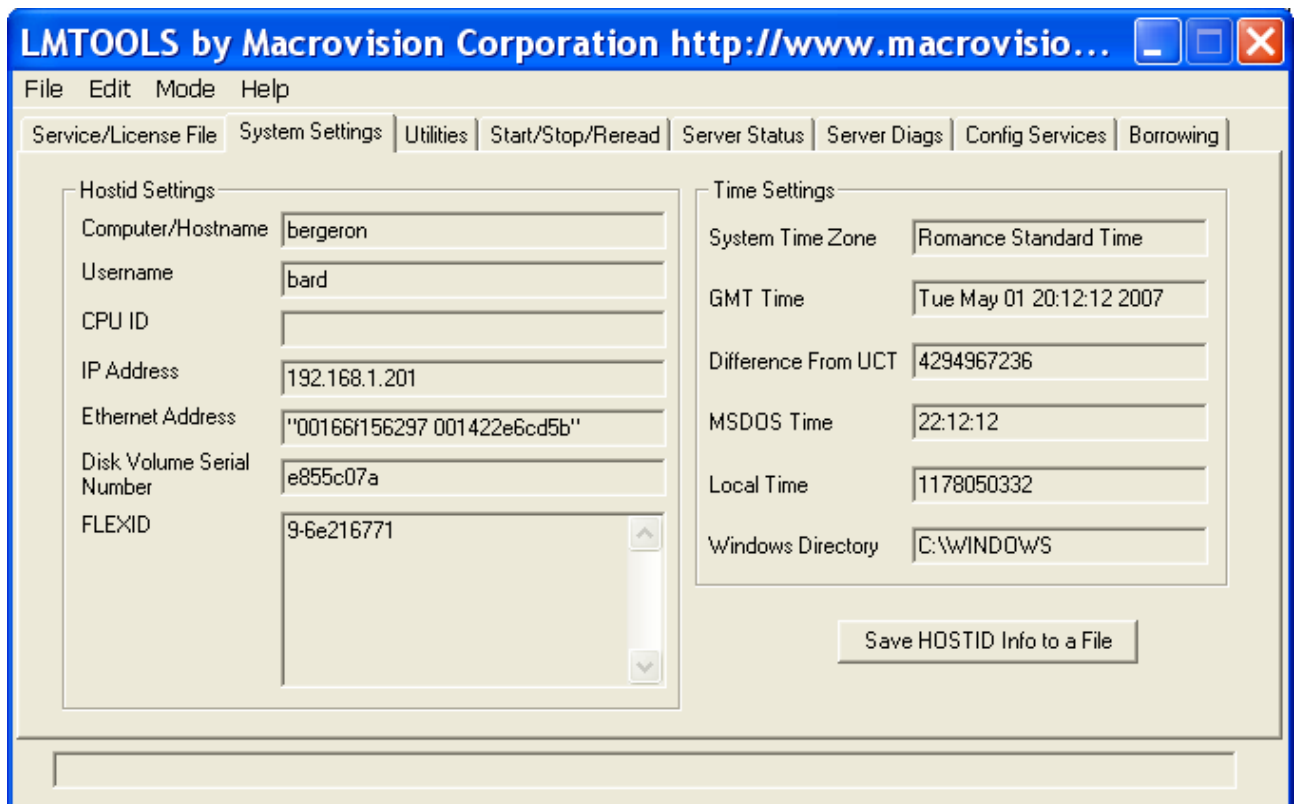 LMTOOLS by Macrovision Corporation http://www.macrovisio...
File Edit Mode Help
Service/License File System Settings Utilities Start/Stop/Reread Server Status Server Diags Config Services Borrowing
Hostid Settings
Computer/Hostname bergeron
Username bard
CPU ID
IP Address 192.168.1.201
Ethernet Address "00166f156297 001422e6cd5b"
Disk Volume Serial
Number e855c07a
FLEXID 9-6e216771
Time Settings
System Time Zone Romance Standard Time
GMT Time Tue May 01 20:12:12 2007
Difference From UCT 4294967236
MSDOS Time 22:12:12
Local Time 1178050332
Windows Directory C:\WINDOWS
Save HOSTID Info to a File